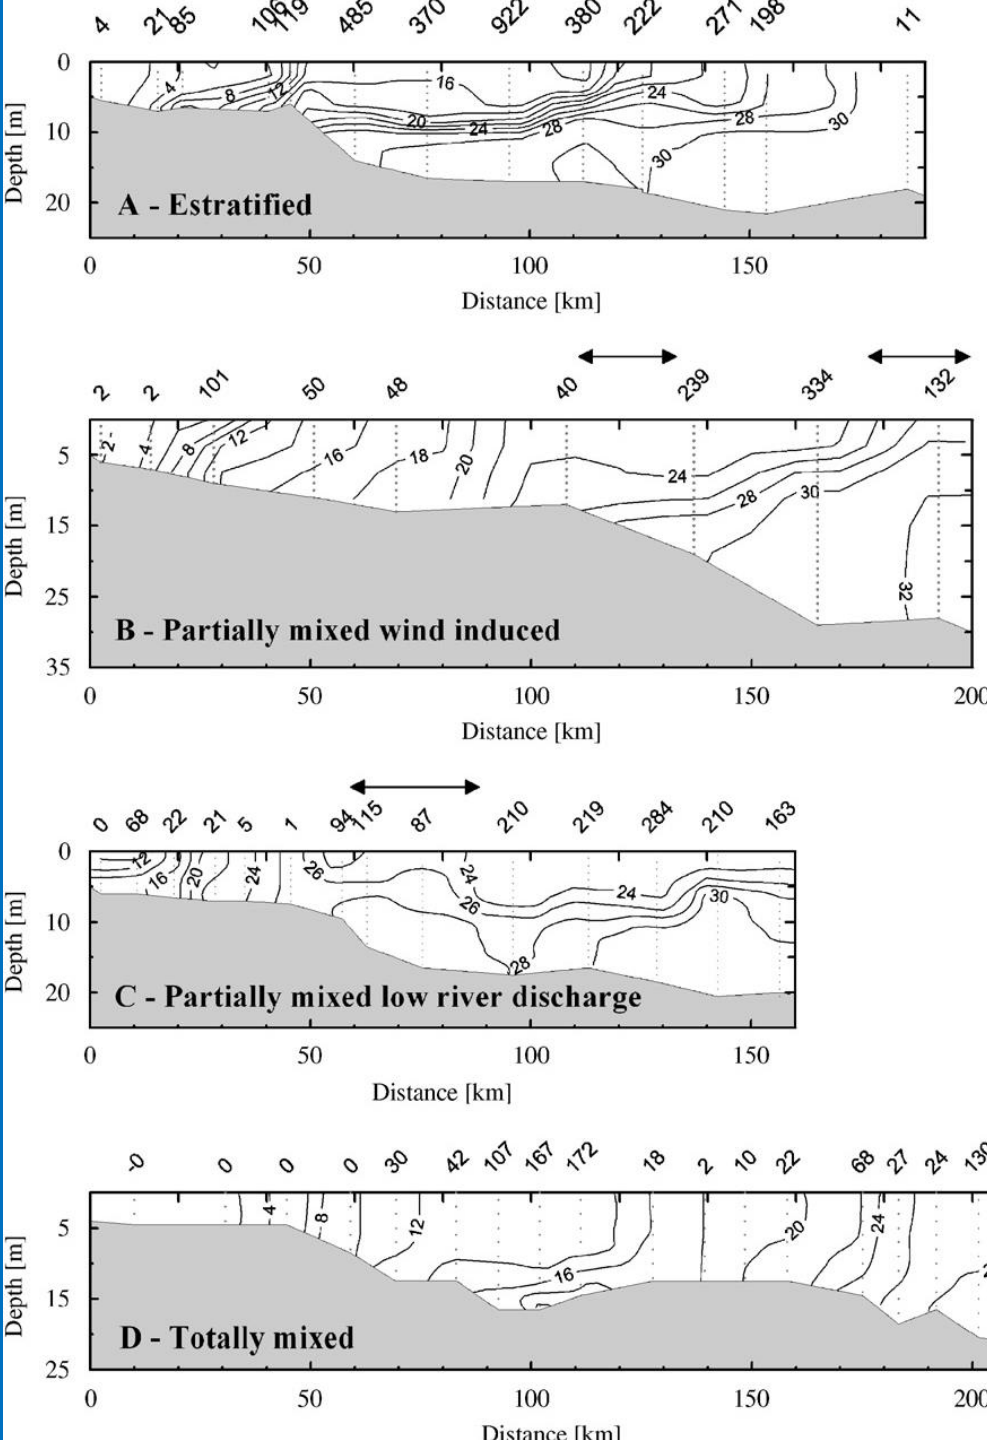 4 21 85 106 119 485 370 922 380 222 271 198 11
0
4 8 12 16 24
10
20 24 28 28 30
30
20
A - Estratified
Depth [m]
0 50 100 150
Distance [km]
2 2 101 50 48 40 239 334 132
5
2 4 8 12 16 18 20 24
28 30
15
25
32
B - Partially mixed wind induced
35
Depth [m]
0 50 100 150 200
Distance [km]
0 68 22 21 5 1 94 115 87 210 219 284 210 163
0
12 16 20 24 26 24 26 24 30
10
28
20
C - Partially mixed low river discharge
Depth [m]
0 50 100 150
Distance [km]
-0 0 0 0 30 42 107 167 172 18 2 10 22 68 27 24
5
4 8 12 16 20 24
15
D - Totally mixed
25
Depth [m]
0 50 100 150 200
Distance [km]